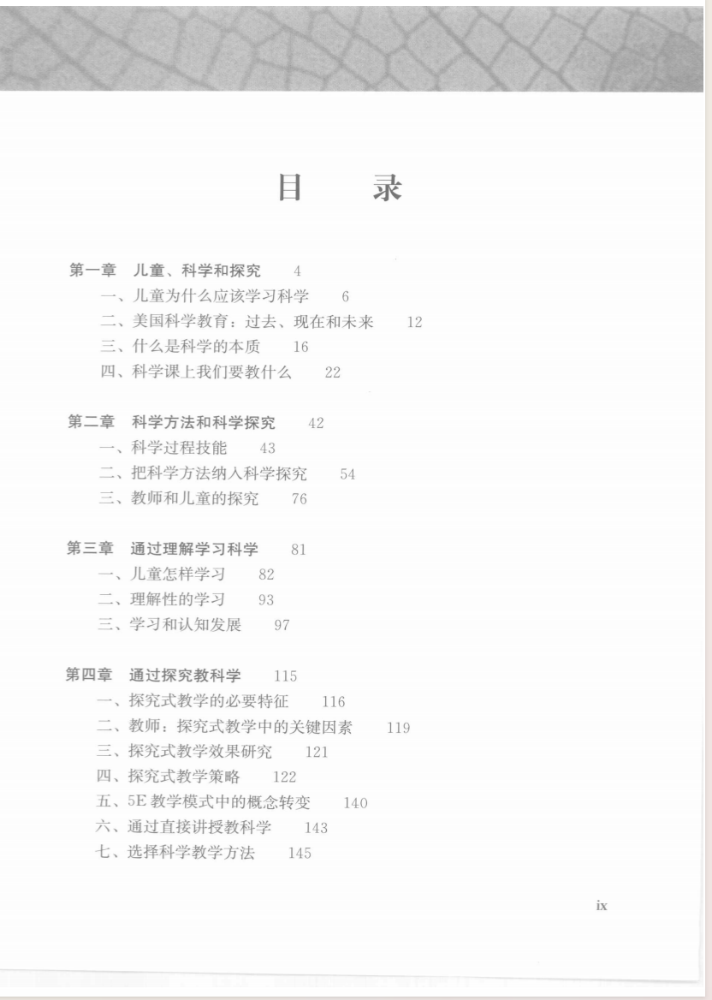 目 录
第一章 儿童、科学和探究 4
一、儿童为什么应该学习科学 6
二、美国科学教育：过去、现在和未来 12
三、什么是科学的本质 16
四、科学课上我们要教什么 22
第二章 科学方法和科学探究 42
一、科学过程技能 43
二、把科学方法纳入科学探究 54
三、教师和儿童的探究 76
第三章 通过理解学习科学 81
一、儿童怎样学习 82
二、理解性的学习 93
三、学习和认知发展 97
第四章 通过探究教科学 115
一、探究式教学的必要特征 116
二、教师：探究式教学中的关键因素 119
三、探究式教学效果研究 121
四、探究式教学策略 122
五、5E 教学模式中的概念转变 140
六、通过直接讲授教科学 143
七、选择科学教学方法 145
ix